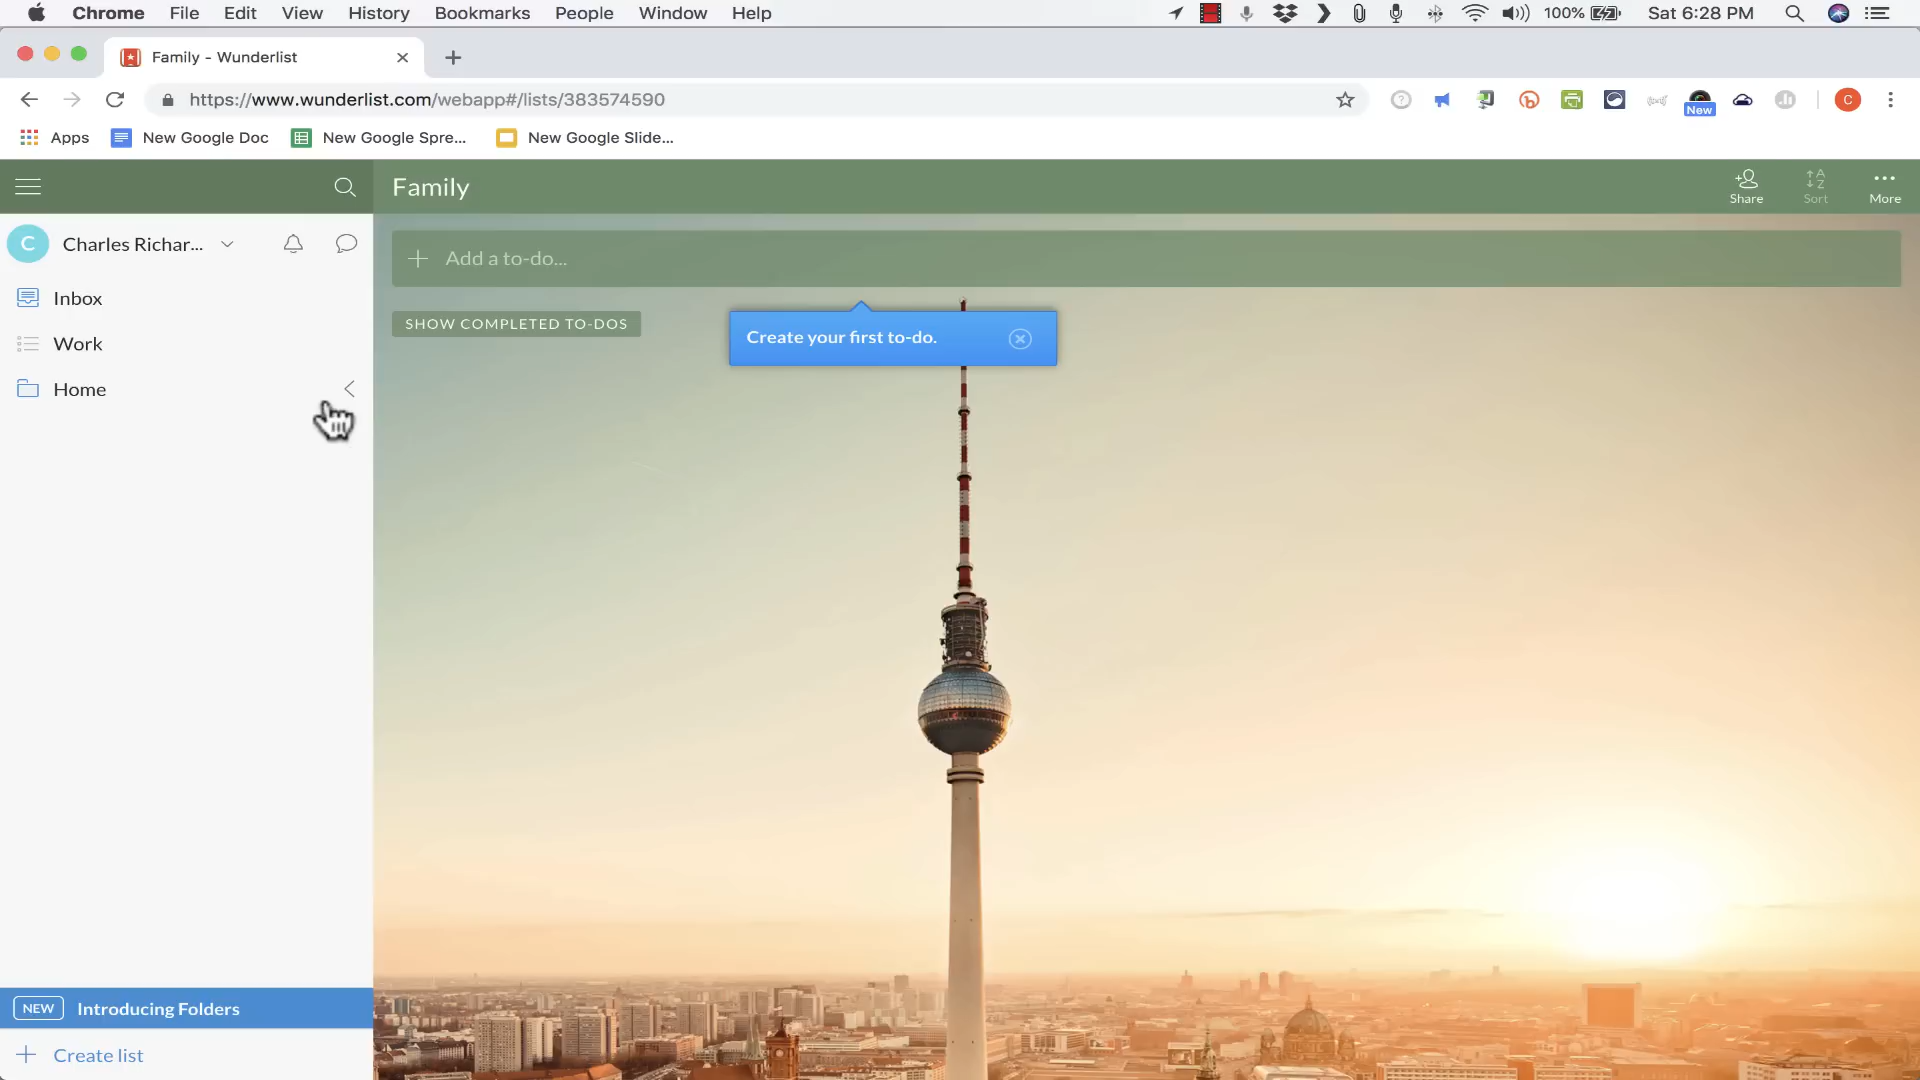 Chrome File Edit View History Bookmarks People Window Help 100% Sat 6:28 PM
Family - Wunderlist
https://www.wunderlist.com/webapp#/lists/383574590 New C
Apps New Google Doc New Google Spre... New Google Slide...
Family Share Sort More
C Charles Richar...
Add a to-do...
Inbox
SHOW COMPLETED TO-DOS
Create your first to-do.
Work
Home
NEW Introducing Folders
Create list